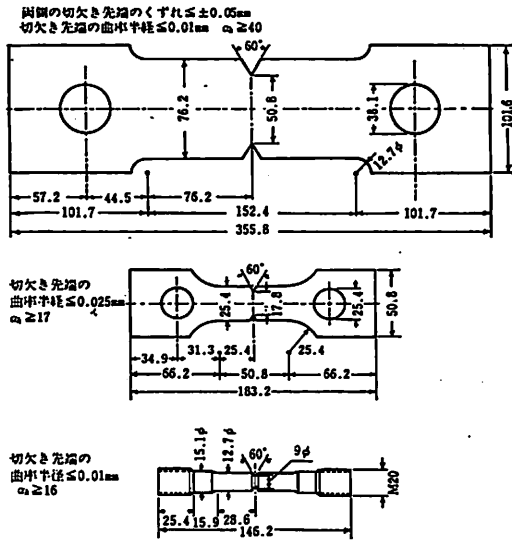 両側の切欠き先端のくずれ≤±0.05mm
切欠き先端の曲率半径≤0.01mm α≥40
60°
76.2
50.8
38.1
101.6
12.7φ
57.2 44.5 76.2
101.7 152.4 101.7
355.8
切欠き先端の
曲率半径≤0.025mm
α≥17
60°
25.4
17.8
25.4
50.8
34.9 31.3 25.4 25.4
66.2 50.8 66.2
183.2
切欠き先端の
曲率半径≤0.01mm
α≥16
15.1φ
12.7φ
60°
9φ
M20
25.4 15.9 28.6
146.2